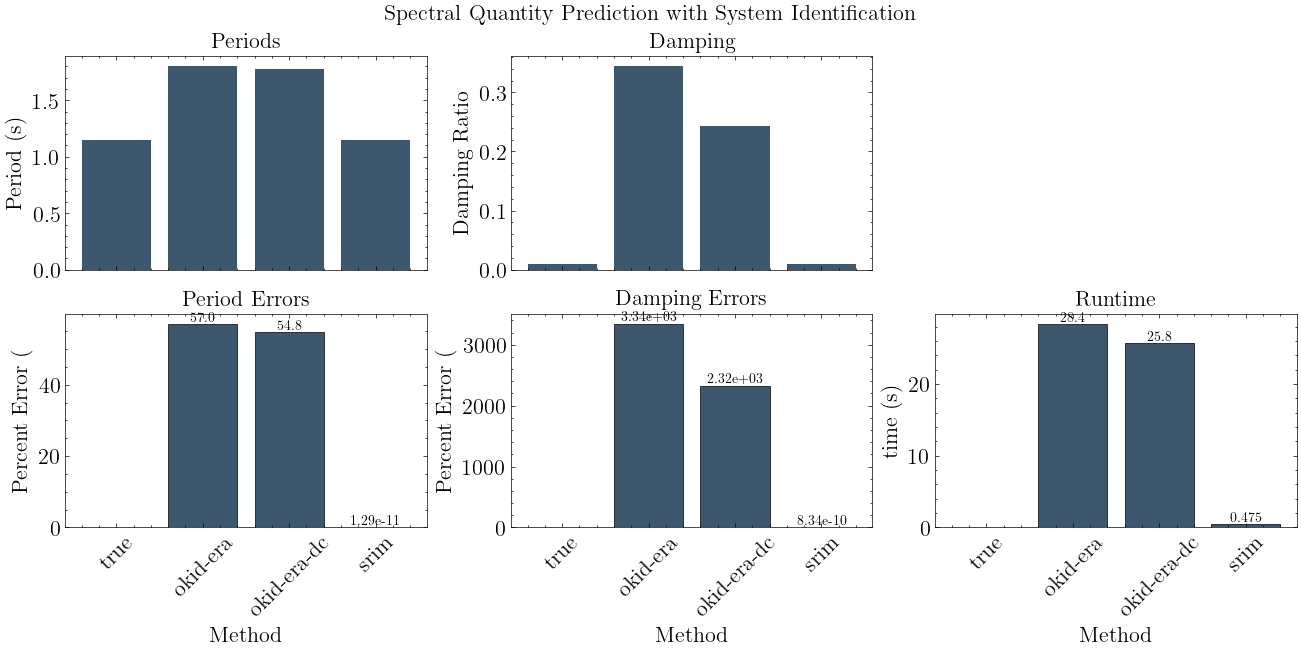 Spectral Quantity Prediction with System Identification
Periods
Period (s)
1.5
1.0
0.5
0.0
Damping
Damping Ratio
0.3
0.2
0.1
0.0
Period Errors
Percent Error (
40
20
0
57.0
54.8
1.29e-11
true
okid-era
okid-era-dc
srim
Method
Damping Errors
Percent Error (
3000
2000
1000
0
3.34e+03
2.32e+03
8.34e-10
true
okid-era
okid-era-dc
srim
Method
Runtime
time (s)
20
10
0
28.4
25.8
0.475
true
okid-era
okid-era-dc
srim
Method